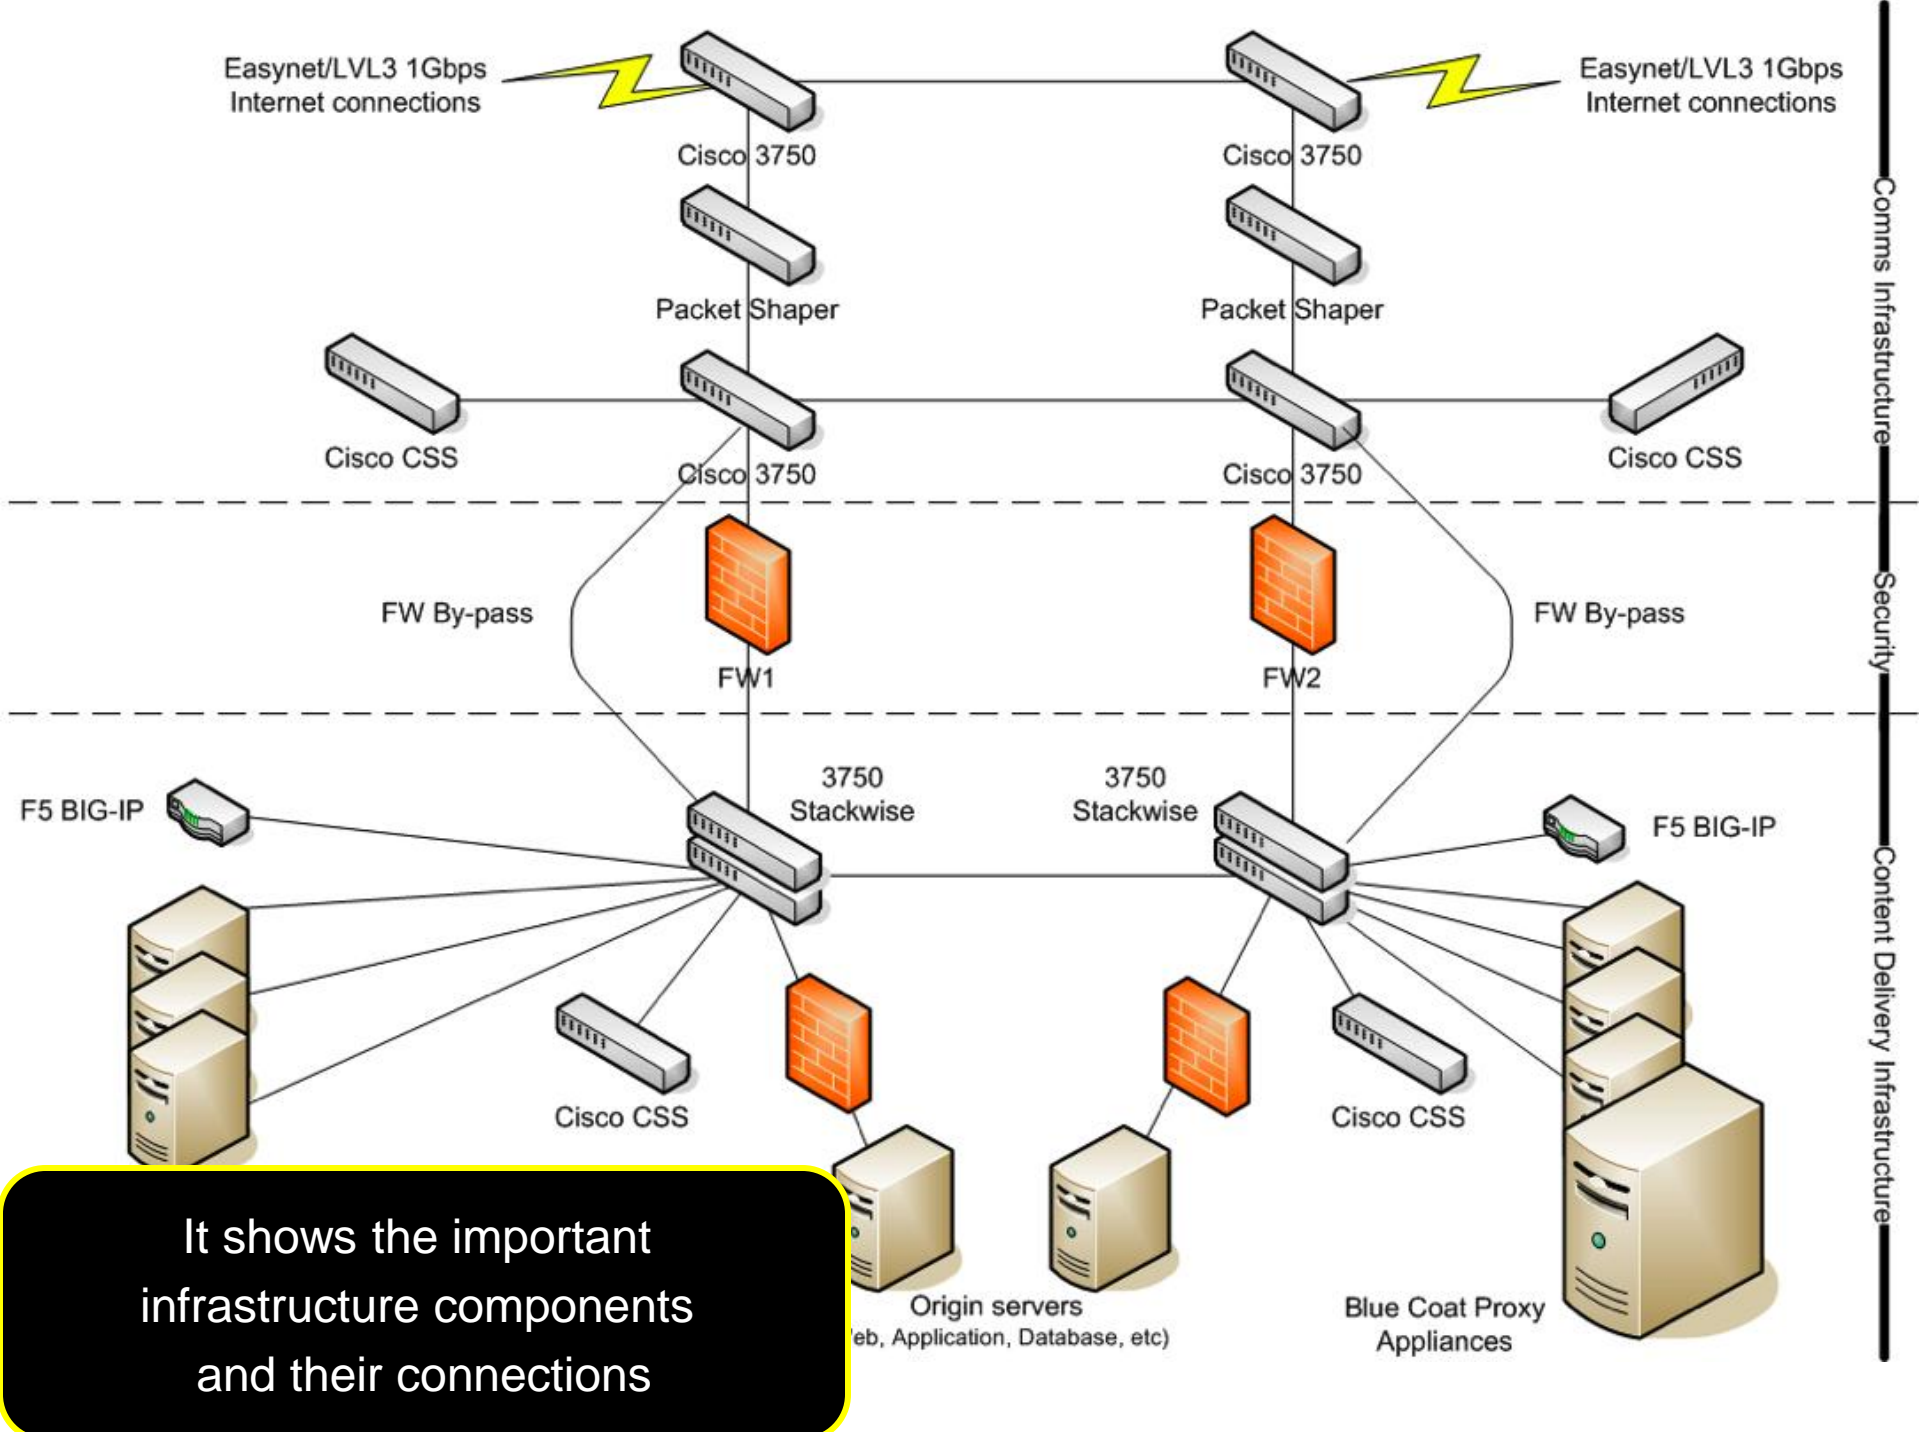 Easynet/LVL3 1Gbps
Internet connections
Easynet/LVL3 1Gbps
Internet connections
Cisco 3750
Cisco 3750
Packet Shaper
Packet Shaper
Cisco CSS
Cisco 3750
Cisco 3750
Cisco CSS
Comms Infrastructure
FW By-pass
FW1
FW2
FW By-pass
Security
F5 BIG-IP
3750
Stackwise
3750
Stackwise
F5 BIG-IP
Cisco CSS
Cisco CSS
Content Delivery Infrastructure
Origin servers
eb, Application, Database, etc)
Blue Coat Proxy
Appliances
It shows the important
infrastructure components
and their connections